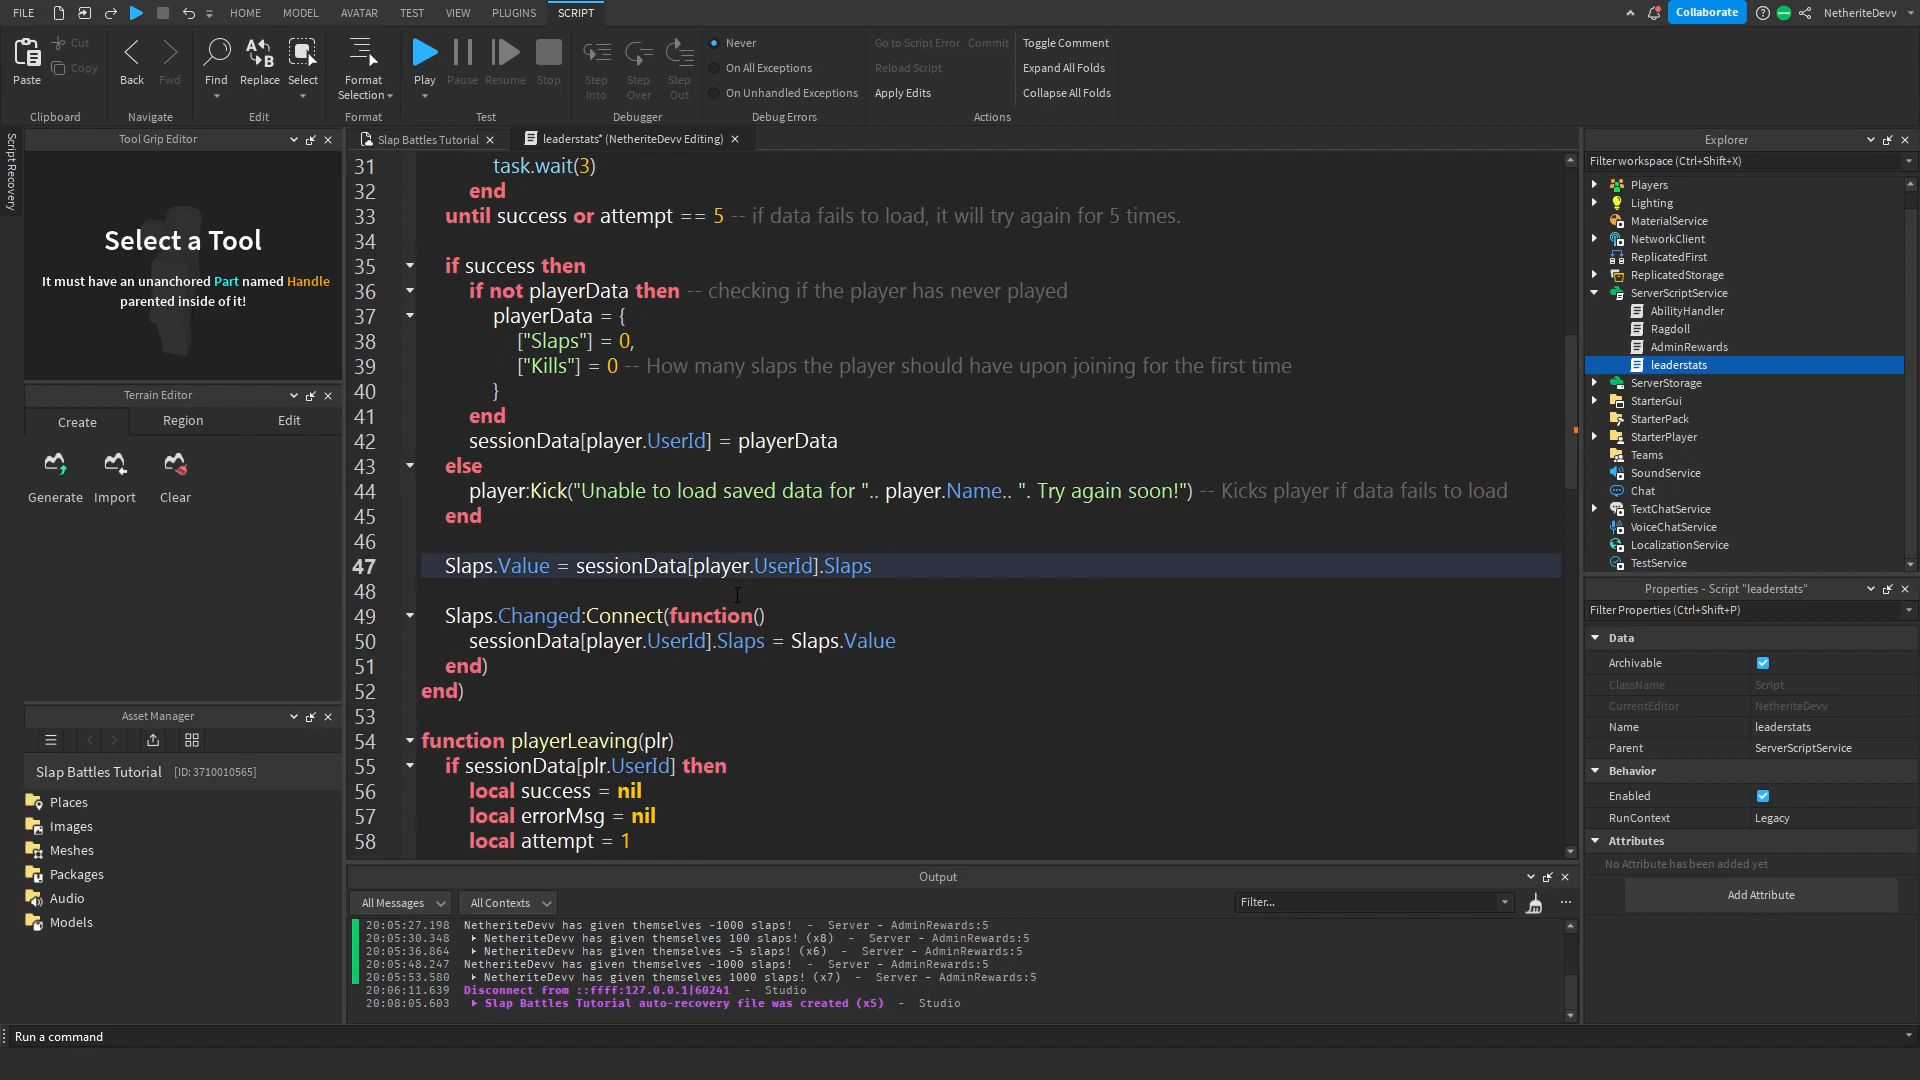 FILE HOME MODEL AVATAR TEST VIEW PLUGINS SCRIPT Collaborate NetheriteDevv
Paste Cut Copy Back Fwd Find Replace Select Format Selection Play Pause Resume Stop Step Into Step Over Step Out
Never
On All Exceptions
On Unhandled Exceptions
Go to Script Error Commit
Reload Script
Apply Edits
Toggle Comment
Expand All Folds
Collapse All Folds
Clipboard Navigate Edit Format Test Debugger Debug Errors Actions
Script Recovery
Tool Grip Editor
Select a Tool
It must have an unanchored Part named Handle
parented inside of it!
Terrain Editor
Create Region Edit
Generate Import Clear
Asset Manager
Slap Battles Tutorial [ID: 3710010565]
Places
Images
Meshes
Packages
Audio
Models
Slap Battles Tutorial leaderstats* (NetheriteDevv Editing)
31 task.wait(3)
32 end
33 until success or attempt == 5 -- if data fails to load, it will try again for 5 times.
34
35 if success then
36 if not playerData then -- checking if the player has never played
37 playerData = {
38 ["Slaps"] = 0,
39 ["Kills"] = 0 -- How many slaps the player should have upon joining for the first time
40 }
41 end
42 sessionData[player.UserId] = playerData
43 else
44 player:Kick("Unable to load saved data for ".. player.Name.. ". Try again soon!") -- Kicks player if data fails to load
45 end
46
47 Slaps.Value = sessionData[player.UserId].Slaps
48
49 Slaps.Changed:Connect(function()
50 sessionData[player.UserId].Slaps = Slaps.Value
51 end)
52 end)
53
54 function playerLeaving(plr)
55 if sessionData[plr.UserId] then
56 local success = nil
57 local errorMsg = nil
58 local attempt = 1
Output
All Messages All Contexts Filter...
20:05:27.198 NetheriteDevv has given themselves -1000 slaps! - Server - AdminRewards:5
20:05:30.348 NetheriteDevv has given themselves 100 slaps! (x8) - Server - AdminRewards:5
20:05:36.864 NetheriteDevv has given themselves -5 slaps! (x6) - Server - AdminRewards:5
20:05:48.247 NetheriteDevv has given themselves -1000 slaps! - Server - AdminRewards:5
20:05:53.580 NetheriteDevv has given themselves 1000 slaps! (x7) - Server - AdminRewards:5
20:06:11.639 Disconnect from ::ffff:127.0.0.1|60241 - Studio
20:08:05.603 Slap Battles Tutorial auto-recovery file was created (x5) - Studio
Explorer
Filter workspace (Ctrl+Shift+X)
Players
Lighting
MaterialService
NetworkClient
ReplicatedFirst
ReplicatedStorage
ServerScriptService
AbilityHandler
Ragdoll
AdminRewards
leaderstats
ServerStorage
StarterGui
StarterPack
StarterPlayer
Teams
SoundService
Chat
TextChatService
VoiceChatService
LocalizationService
TestService
Properties - Script "leaderstats"
Filter Properties (Ctrl+Shift+P)
Data
Archivable
ClassName Script
CurrentEditor NetheriteDevv
Name leaderstats
Parent ServerScriptService
Behavior
Enabled
RunContext Legacy
Attributes
No Attribute has been added yet
Add Attribute
Run a command